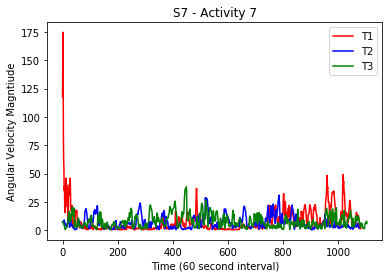 S7 - Activity 7
T1
T2
T3
Angular Velocity Magntiude
175
150
125
100
75
50
25
0
0
200
400
600
800
1000
Time (60 second interval)